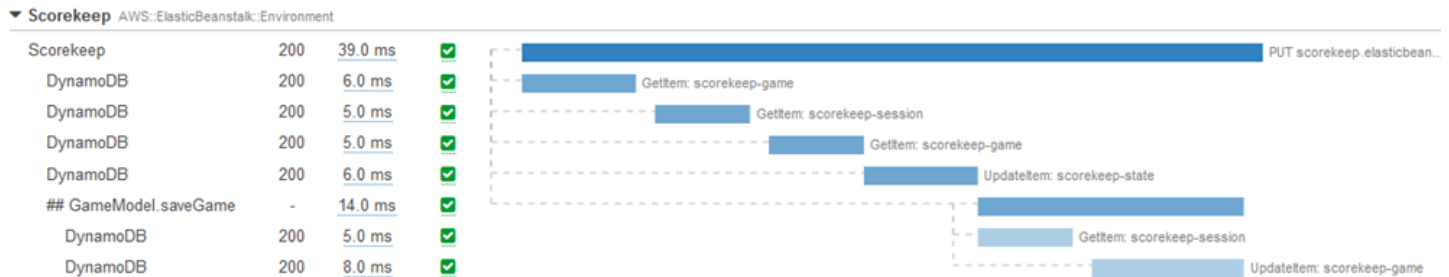 Scorekeep AWS::ElasticBeanstalk::Environment
Scorekeep 200 39.0 ms PUT scorekeep.elasticbean...
DynamoDB 200 6.0 ms GetItem: scorekeep-game
DynamoDB 200 5.0 ms GetItem: scorekeep-session
DynamoDB 200 5.0 ms GetItem: scorekeep-game
DynamoDB 200 6.0 ms UpdateItem: scorekeep-state
## GameModel.saveGame - 14.0 ms
DynamoDB 200 5.0 ms GetItem: scorekeep-session
DynamoDB 200 8.0 ms UpdateItem: scorekeep-game